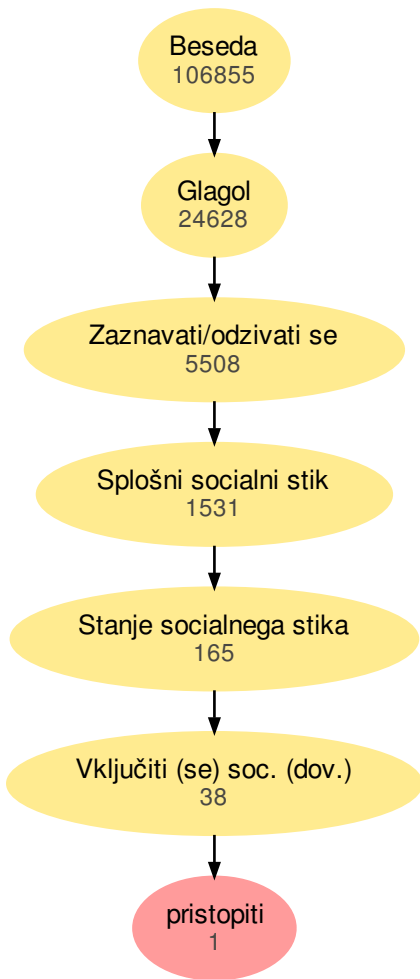 Beseda
106855
Glagol
24628
Zaznavati/odzivati se
5508
Splošni socialni stik
1531
Stanje socialnega stika
165
Vključiti (se) soc. (dov.)
38
pristopiti
1